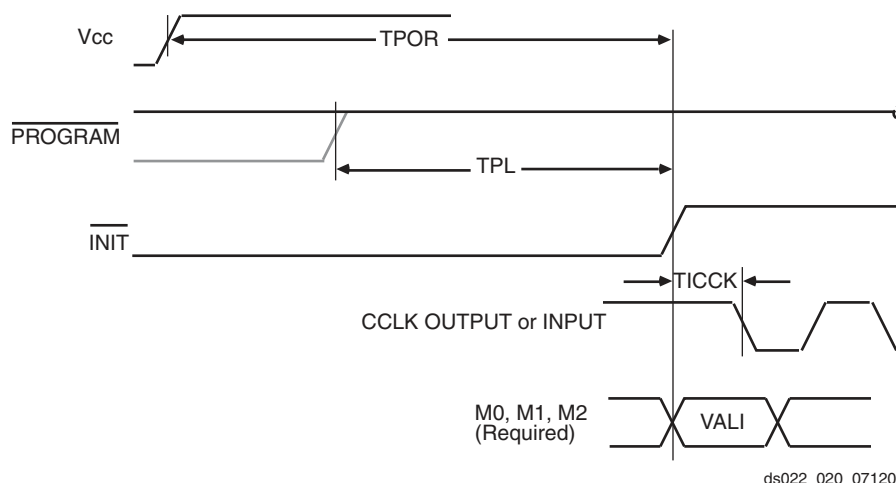 Vcc
TPOR
PROGRAM
TPL
INIT
TICCK
CCLK OUTPUT or INPUT
M0, M1, M2
(Required)
VALI
ds022_020_07120